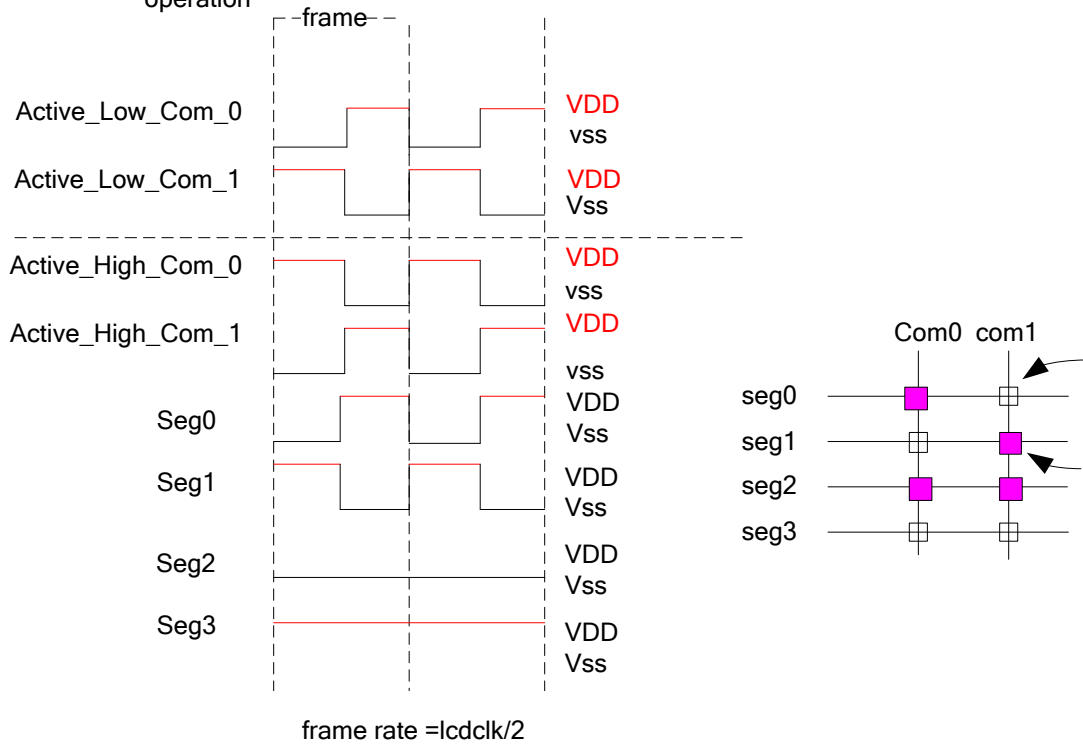 operation
frame
Active_Low_Com_0
VDD
vss
Active_Low_Com_1
VDD
Vss
Active_High_Com_0
VDD
vss
Active_High_Com_1
VDD
vss
Seg0
VDD
Vss
Seg1
VDD
Vss
Seg2
VDD
Vss
Seg3
VDD
Vss
frame rate =lcdclk/2
Com0 com1
seg0
seg1
seg2
seg3